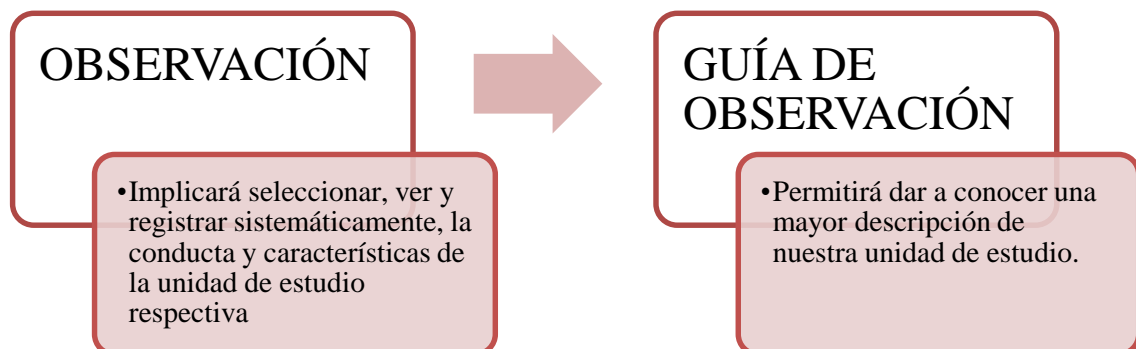 OBSERVACIÓN
•Implicará seleccionar, ver y
registrar sistemáticamente, la
conducta y características de
la unidad de estudio
respectiva
GUÍA DE
OBSERVACIÓN
•Permitirá dar a conocer una
mayor descripción de
nuestra unidad de estudio.